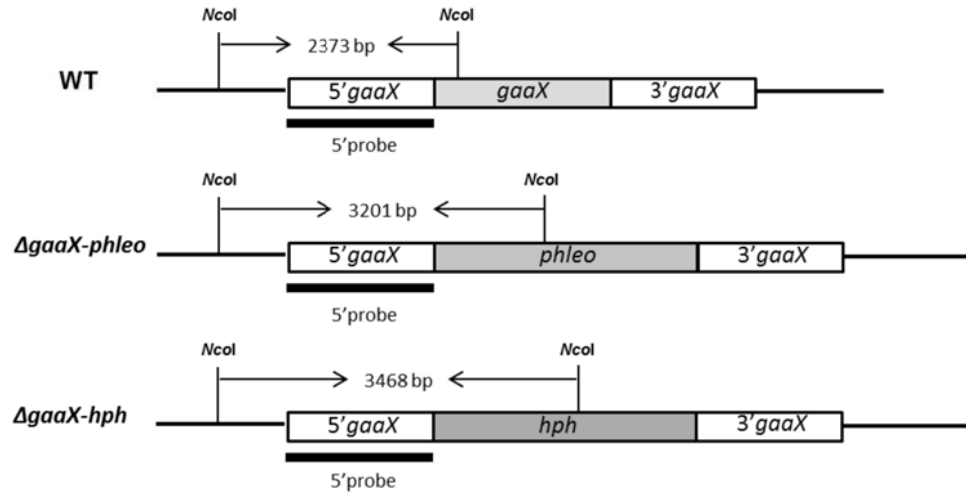 NcoI NcoI
2373 bp
WT
5'gaaX gaaX 3'gaaX
5'probe
NcoI NcoI
3201 bp
ΔgaaX-phleo
5'gaaX phleo 3'gaaX
5'probe
NcoI NcoI
3468 bp
ΔgaaX-hph
5'gaaX hph 3'gaaX
5'probe